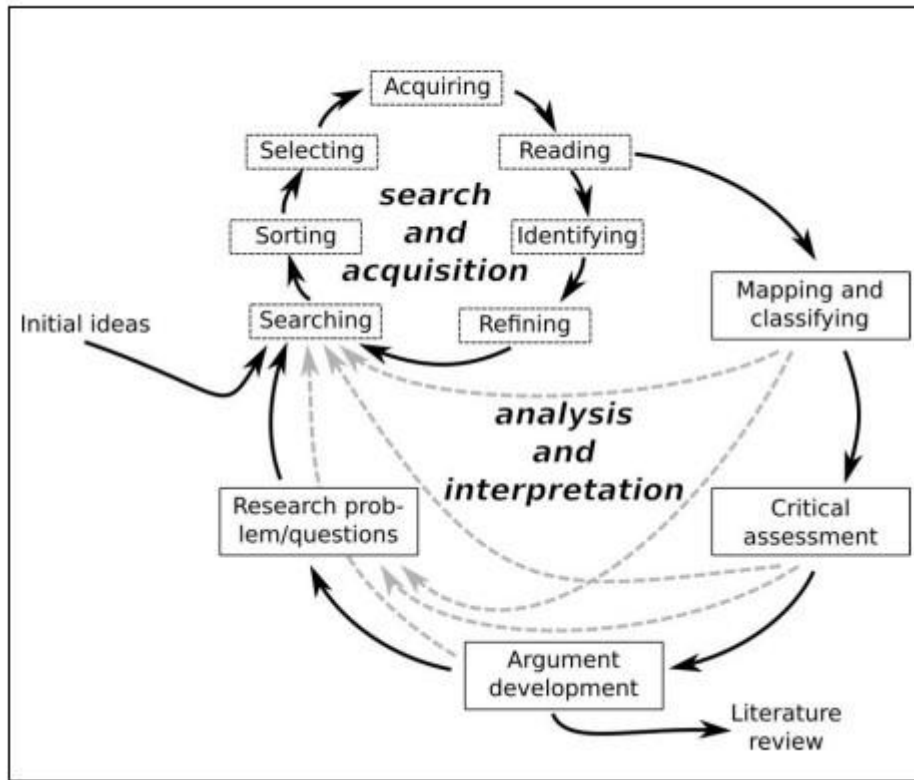 Acquiring
Selecting
Reading
search
and
acquisition
Sorting
Identifying
Searching
Refining
Initial ideas
Mapping and
classifying
analysis
and
interpretation
Research prob-
lem/questions
Critical
assessment
Argument
development
Literature
review